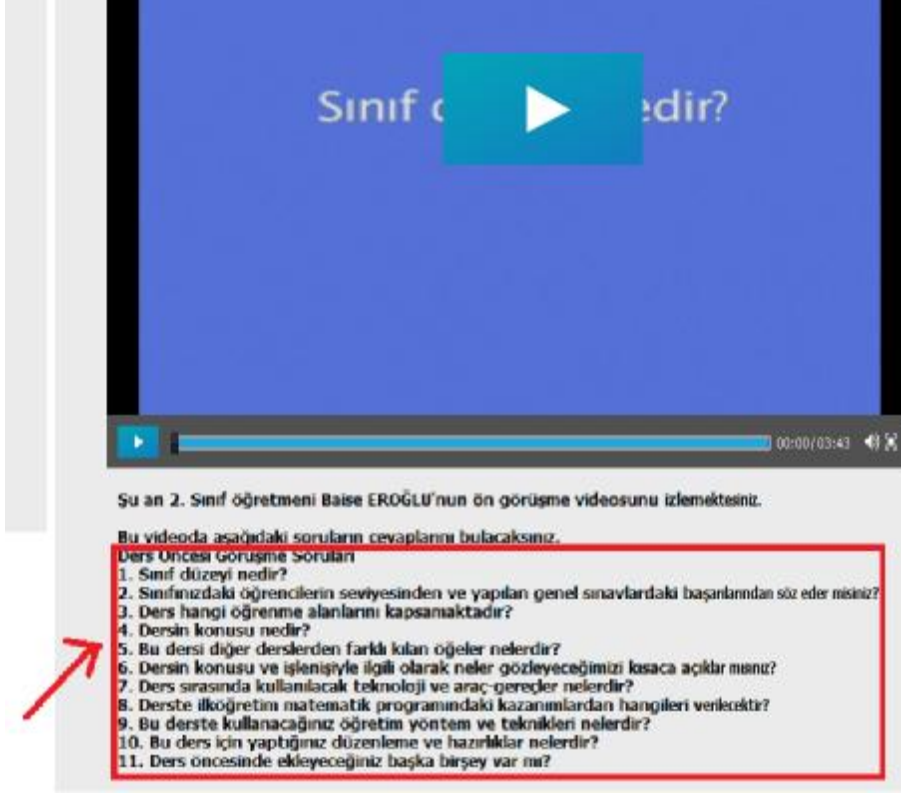 Sınıf d edir?
00:00/03:43
Şu an 2. Sınıf öğretmeni Baise EROĞLU'nun ön görüşme videosunu izlemektesiniz.
Bu videoda aşağıdaki soruların cevaplarını bulacaksınız.
Ders Öncesi Görüşme Soruları
1. Sınıf düzeyi nedir?
2. Sınıfınızdaki öğrencilerin seviyesinden ve yapılan genel sınavlardaki başarılarından söz eder misiniz?
3. Ders hangi öğrenme alanlarını kapsamaktadır?
4. Dersin konusu nedir?
5. Bu dersi diğer derslerden farklı kılan öğeler nelerdir?
6. Dersin konusu ve işlenişiyle ilgili olarak neler gözleyeceğimizi kısaca açıklar mısınız?
7. Ders sırasında kullanılacak teknoloji ve araç-gereçler nelerdir?
8. Derste ilköğretim matematik programındaki kazanımlardan hangileri verilecektir?
9. Bu derste kullanacağınız öğretim yöntem ve teknikleri nelerdir?
10. Bu ders için yaptığınız düzenleme ve hazırlıklar nelerdir?
11. Ders öncesinde ekleyeceğiniz başka birşey var mı?